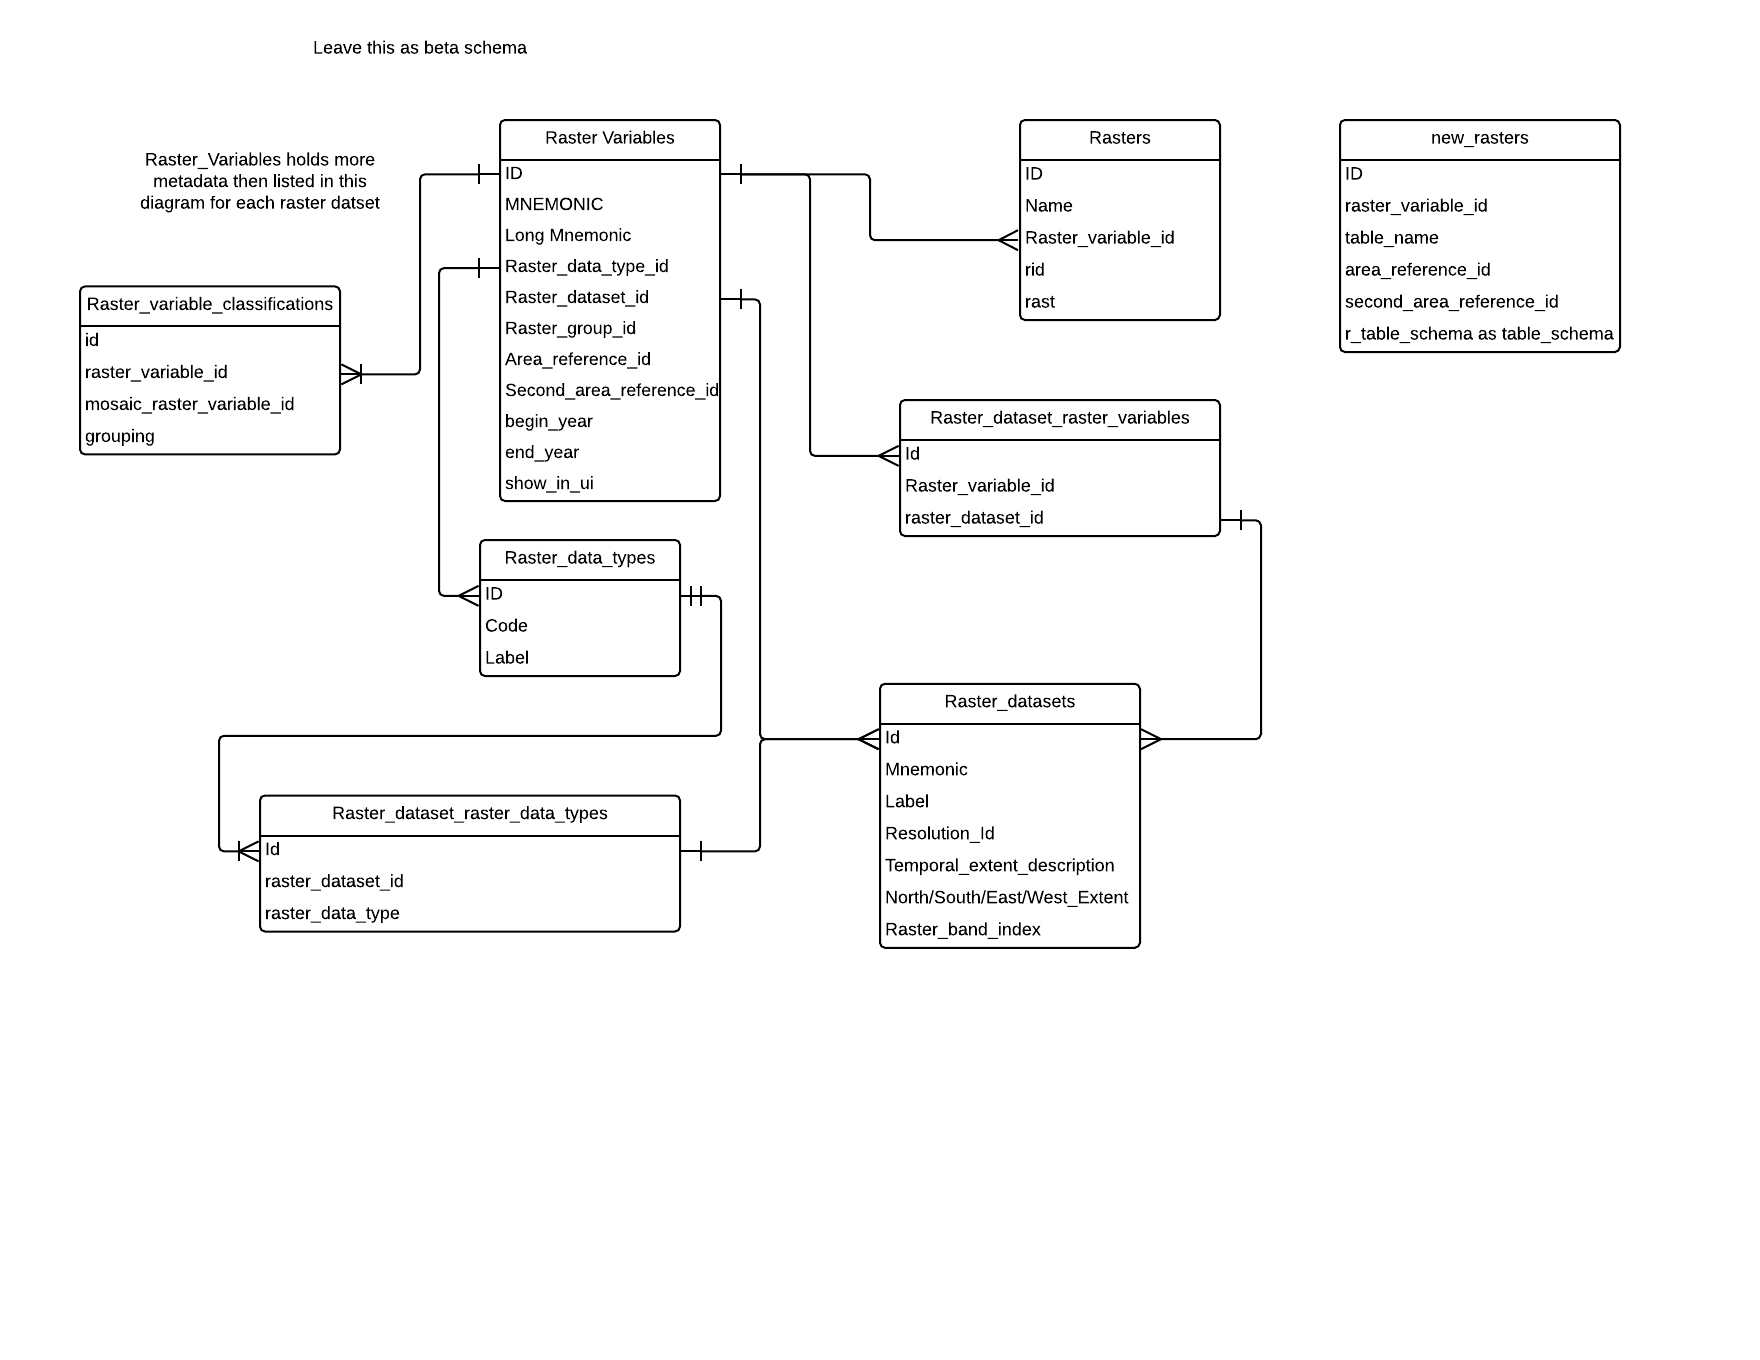 Leave this as beta schema
Raster_Variables holds more
metadata then listed in this
diagram for each raster datset
Raster Variables
ID
MNEMONIC
Long Mnemonic
Raster_data_type_id
Raster_dataset_id
Raster_group_id
Area_reference_id
Second_area_reference_id
begin_year
end_year
show_in_ui
Rasters
ID
Name
Raster_variable_id
rid
rast
new_rasters
ID
raster_variable_id
table_name
area_reference_id
second_area_reference_id
r_table_schema as table_schema
Raster_variable_classifications
id
raster_variable_id
mosaic_raster_variable_id
grouping
Raster_dataset_raster_variables
Id
Raster_variable_id
raster_dataset_id
Raster_data_types
ID
Code
Label
Raster_datasets
Id
Mnemonic
Label
Resolution_Id
Temporal_extent_description
North/South/East/West_Extent
Raster_band_index
Raster_dataset_raster_data_types
Id
raster_dataset_id
raster_data_type